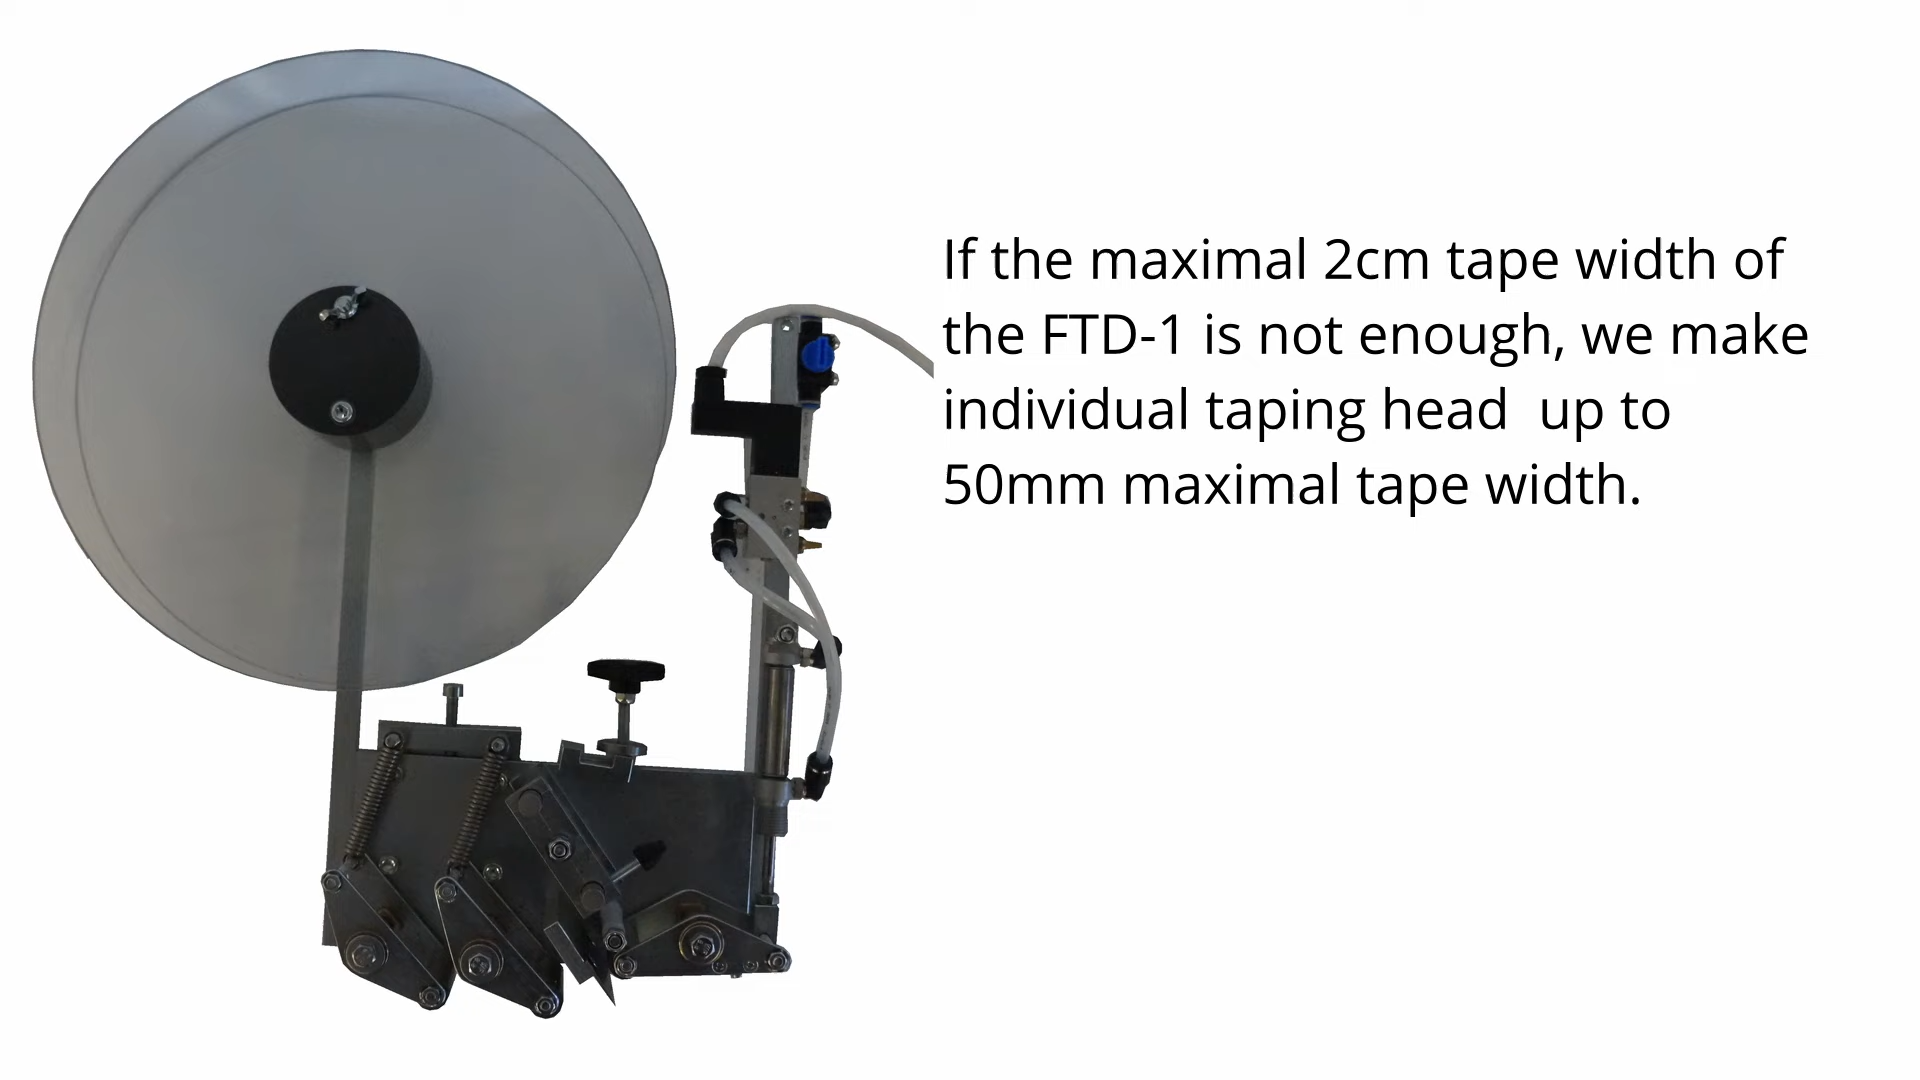 If the maximal 2cm tape width of
the FTD-1 is not enough, we make
individual taping head  up to
50mm maximal tape width.